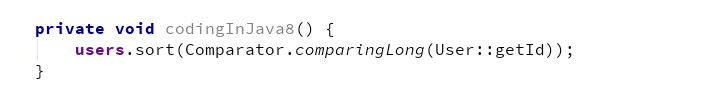 private void codingInJava8() {
    users.sort(Comparator.comparingLong(User::getId));
}